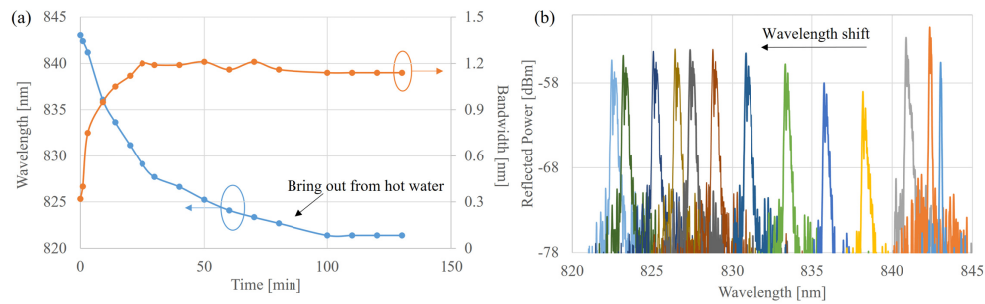 (a)
845
840
835
830
825
820
Wavelength [nm]
1.5
1.2
0.9
0.6
0.3
0
Bandwidth [nm]
Bring out from hot water
0
50
100
150
Time [min]
(b)
Wavelength shift
-58
-68
-78
Reflected Power [dBm]
820
825
830
835
840
845
Wavelength [nm]